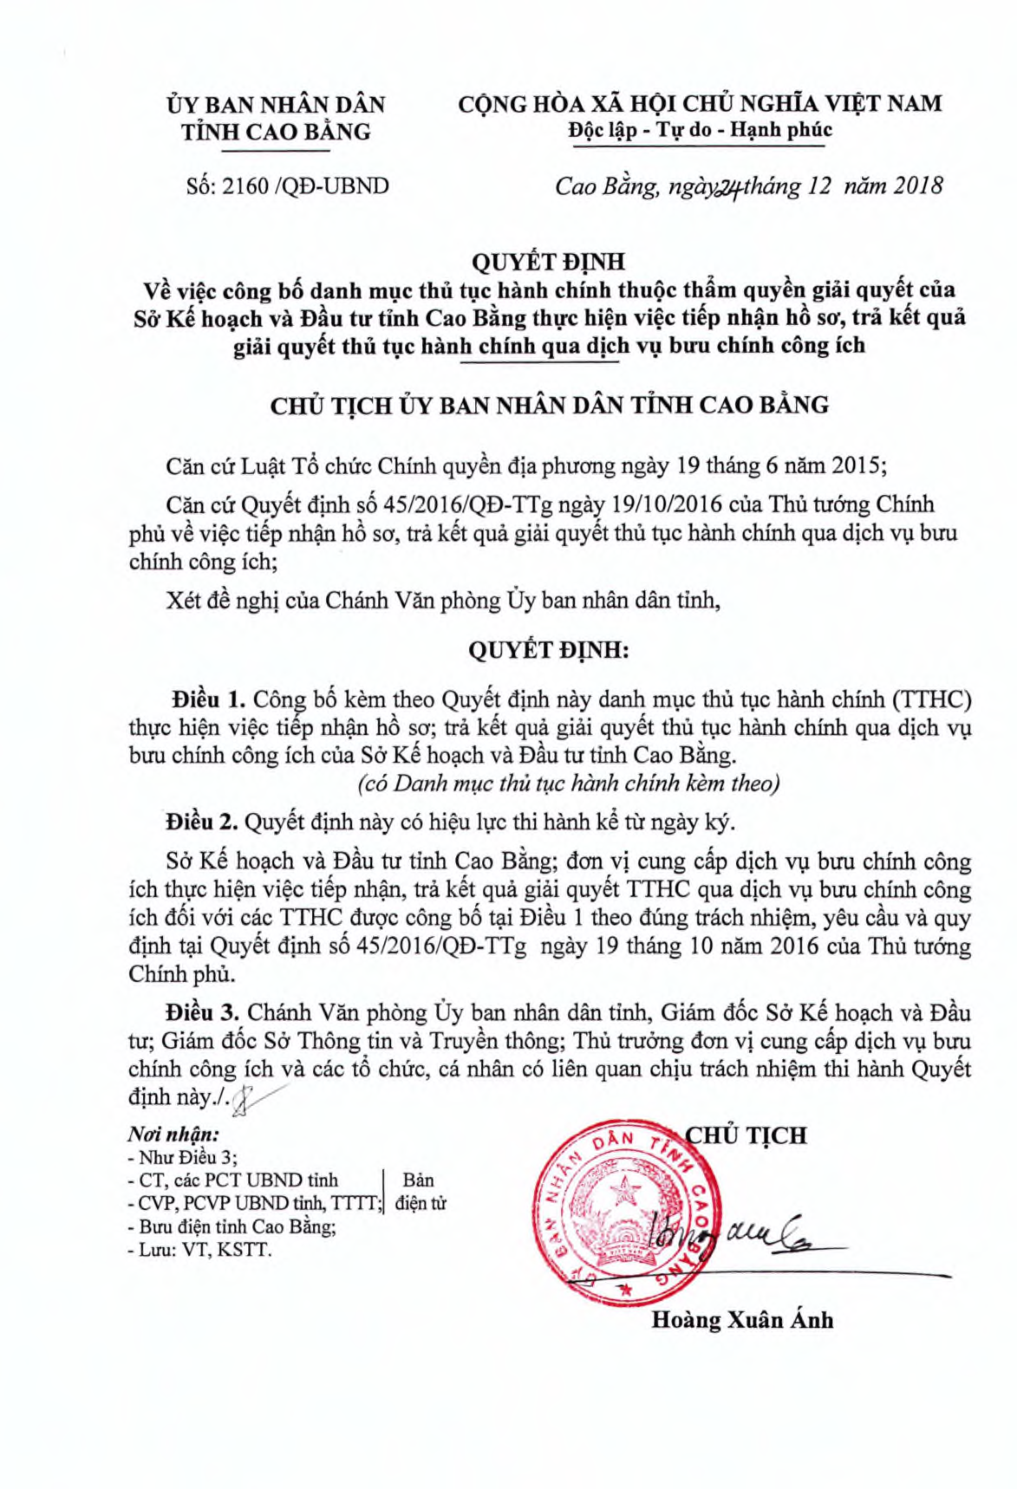 ỦY BAN NHÂN DÂN
TỈNH CAO BẰNG
CỘNG HÒA XÃ HỘI CHỦ NGHĨA VIỆT NAM
Độc lập - Tự do - Hạnh phúc
Số: 2160 /QĐ-UBND
Cao Bằng, ngày 24 tháng 12 năm 2018
QUYẾT ĐỊNH
Về việc công bố danh mục thủ tục hành chính thuộc thẩm quyền giải quyết của
Sở Kế hoạch và Đầu tư tỉnh Cao Bằng thực hiện việc tiếp nhận hồ sơ, trả kết quả
giải quyết thủ tục hành chính qua dịch vụ bưu chính công ích
CHỦ TỊCH ỦY BAN NHÂN DÂN TỈNH CAO BẰNG
Căn cứ Luật Tổ chức Chính quyền địa phương ngày 19 tháng 6 năm 2015;
Căn cứ Quyết định số 45/2016/QĐ-TTg ngày 19/10/2016 của Thủ tướng Chính
phủ về việc tiếp nhận hồ sơ, trả kết quả giải quyết thủ tục hành chính qua dịch vụ bưu
chính công ích;
Xét đề nghị của Chánh Văn phòng Ủy ban nhân dân tỉnh,
QUYẾT ĐỊNH:
Điều 1. Công bố kèm theo Quyết định này danh mục thủ tục hành chính (TTHC)
thực hiện việc tiếp nhận hồ sơ; trả kết quả giải quyết thủ tục hành chính qua dịch vụ
bưu chính công ích của Sở Kế hoạch và Đầu tư tỉnh Cao Bằng.
(có Danh mục thủ tục hành chính kèm theo)
Điều 2. Quyết định này có hiệu lực thi hành kể từ ngày ký.
Sở Kế hoạch và Đầu tư tỉnh Cao Bằng; đơn vị cung cấp dịch vụ bưu chính công
ích thực hiện việc tiếp nhận, trả kết quả giải quyết TTHC qua dịch vụ bưu chính công
ích đối với các TTHC được công bố tại Điều 1 theo đúng trách nhiệm, yêu cầu và quy
định tại Quyết định số 45/2016/QĐ-TTg ngày 19 tháng 10 năm 2016 của Thủ tướng
Chính phủ.
Điều 3. Chánh Văn phòng Ủy ban nhân dân tỉnh, Giám đốc Sở Kế hoạch và Đầu
tư; Giám đốc Sở Thông tin và Truyền thông; Thủ trưởng đơn vị cung cấp dịch vụ bưu
chính công ích và các tổ chức, cá nhân có liên quan chịu trách nhiệm thi hành Quyết
định này./.
Nơi nhận:
- Như Điều 3;
- CT, các PCT UBND tỉnh
- CVP, PCVP UBND tỉnh, TTTT;
Bản
điện tử
- Bưu điện tỉnh Cao Bằng;
- Lưu: VT, KSTT.
CHỦ TỊCH
ỦY BAN NHÂN DÂN TỈNH CAO BẰNG
Hoàng Xuân Ánh